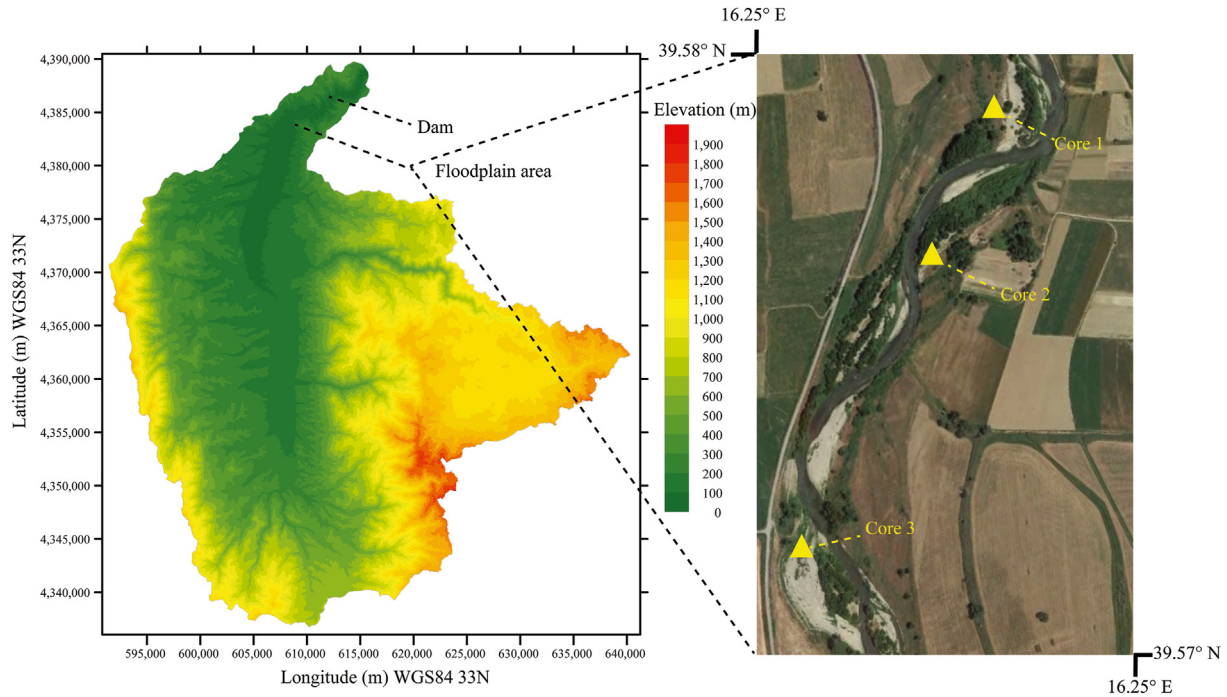 16.25° E
39.58° N
4,390,000
4,385,000
4,380,000
4,375,000
4,370,000
4,365,000
4,360,000
4,355,000
4,350,000
4,345,000
4,340,000
Latitude (m) WGS84 33N
595,000 600,000 605,000 610,000 615,000 620,000 625,000 630,000 635,000 640,000
Longitude (m) WGS84 33N
Dam
Floodplain area
Elevation (m)
1,900
1,800
1,700
1,600
1,500
1,400
1,300
1,200
1,100
1,000
900
800
700
600
500
400
300
200
100
0
Core 1
Core 2
Core 3
39.57° N
16.25° E